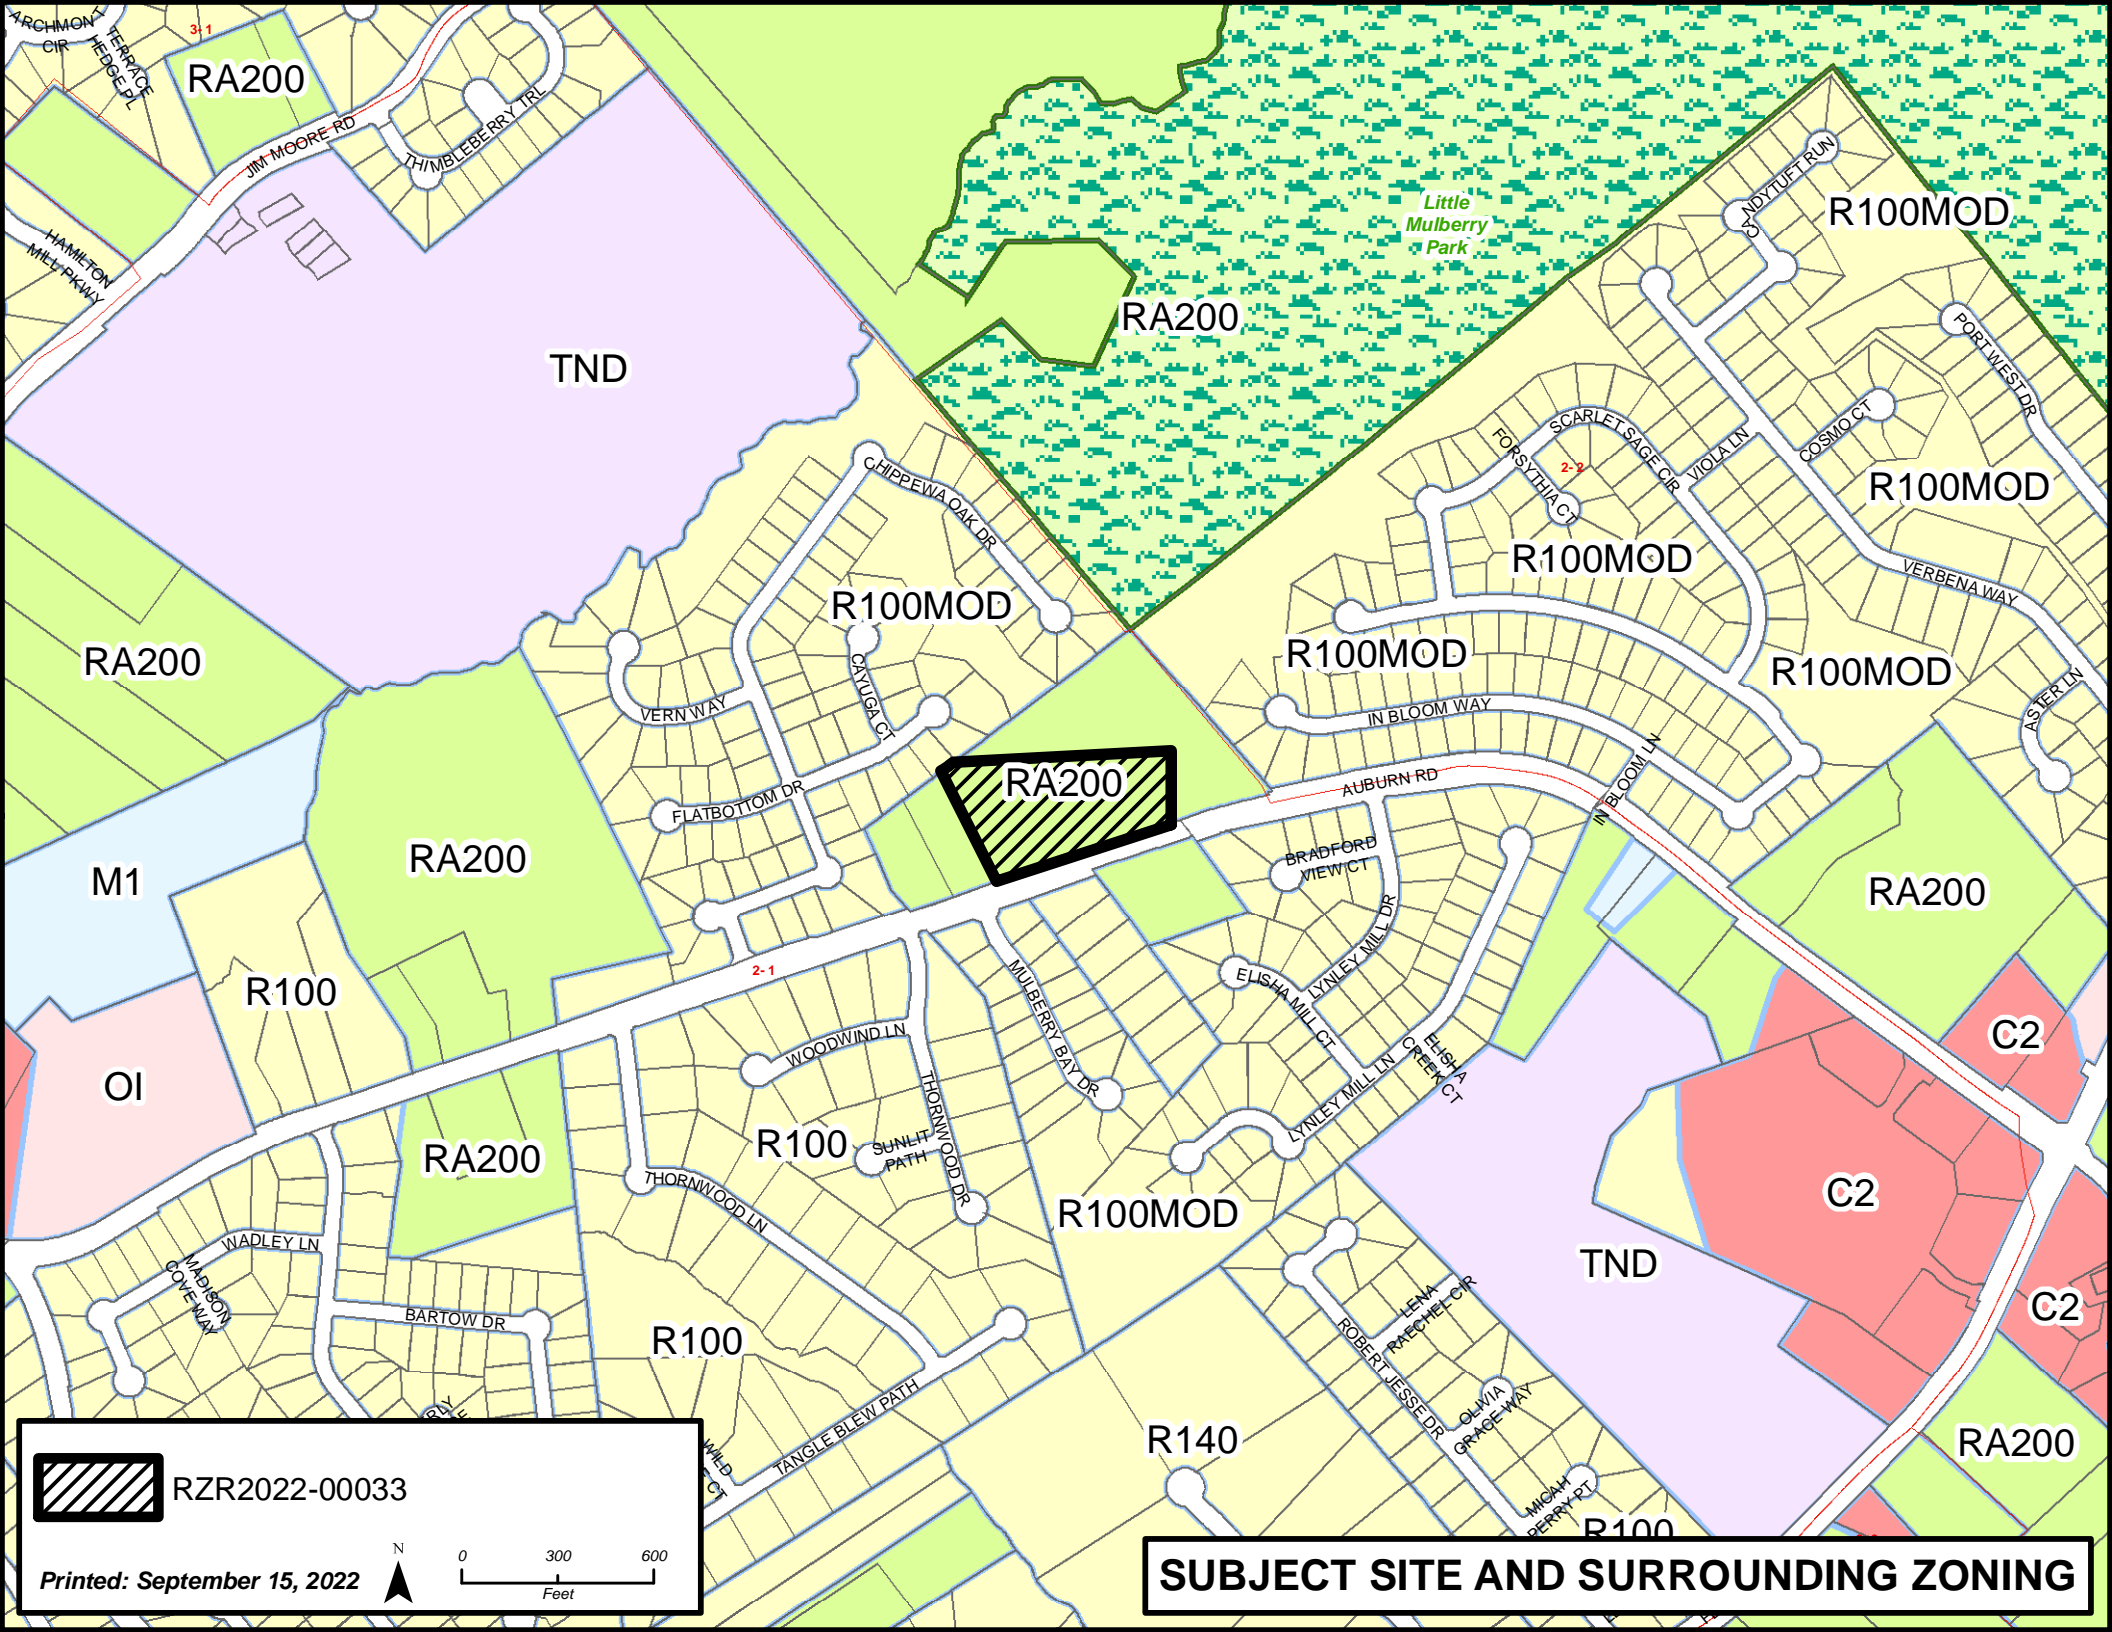 ARCHMONT
CIR
TERRACE
HEDGE PL
3-1
RA200
JIM MOORE RD
THIMBLEBERRY TRL
HAMILTON
MILL PKWY
TND
Little
Mulberry
Park
RA200
CANDYTUFT RUN
R100MOD
PORT WEST DR
SCARLET SAGE CIR
FORSYTHIA CT
2-2
VIOLA LN
COSMO CT
R100MOD
CHIPPEWA OAK DR
R100MOD
R100MOD
VERBENA WAY
RA200
CAYUGA CT
VERN WAY
R100MOD
R100MOD
ASTER LN
IN BLOOM WAY
IN BLOOM LN
FLATBOTTOM DR
RA200
AUBURN RD
M1
RA200
BRADFORD
VIEW CT
RA200
R100
2-1
MULBERRY BAY DR
ELISHA MILL CT
LYNLEY MILL DR
C2
WOODWIND LN
ELISHA
CREEK CT
OI
RA200
R100
SUNLIT
PATH
THORNWOOD DR
LYNLEY MILL LN
THORNWOOD LN
R100MOD
C2
WADLEY LN
MADISON
COVE WAY
TND
C2
BARTOW DR
R100
LENA
RAECHEL CIR
ROBERT JESSE DR
OLIVIA
GRACE WAY
TANGLE BLEW PATH
WILD
CT
R140
RA200
MICAH
PERRY PT
R100
RZR2022-00033
N
0 300 600
Feet
Printed: September 15, 2022
SUBJECT SITE AND SURROUNDING ZONING